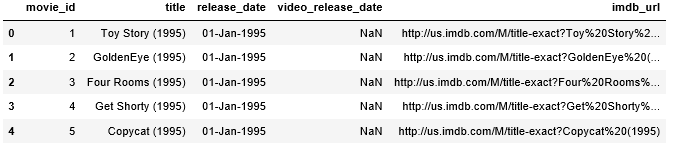 movie_id title release_date video_release_date imdb_url
0 1 Toy Story (1995) 01-Jan-1995 NaN http://us.imdb.com/M/title-exact?Toy%20Story%2...
1 2 GoldenEye (1995) 01-Jan-1995 NaN http://us.imdb.com/M/title-exact?GoldenEye%20(...
2 3 Four Rooms (1995) 01-Jan-1995 NaN http://us.imdb.com/M/title-exact?Four%20Rooms%...
3 4 Get Shorty (1995) 01-Jan-1995 NaN http://us.imdb.com/M/title-exact?Get%20Shorty%...
4 5 Copycat (1995) 01-Jan-1995 NaN http://us.imdb.com/M/title-exact?Copycat%20(1995)